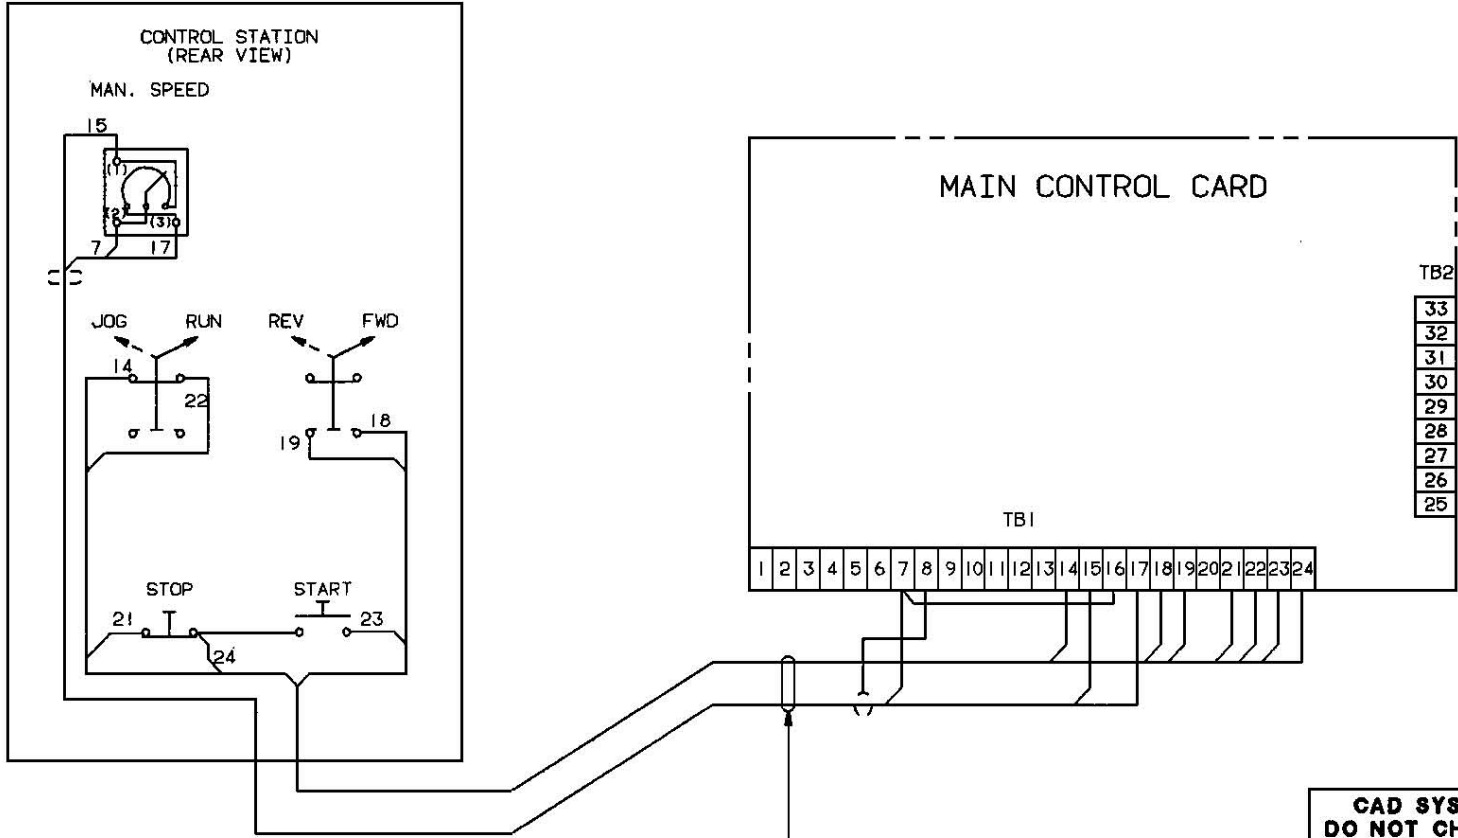 CONTROL STATION
(REAR VIEW)
MAN. SPEED
15
(1)
(2) (3)
7 17
JOG RUN REV FWD
14
22
18
19
STOP START
21 23
24
MAIN CONTROL CARD
TB2
33
32
31
30
29
28
27
26
25
TB1
1 2 3 4 5 6 7 8 9 10 11 12 13 14 15 16 17 18 19 20 21 22 23 24
CAD SYS
DO NOT CH